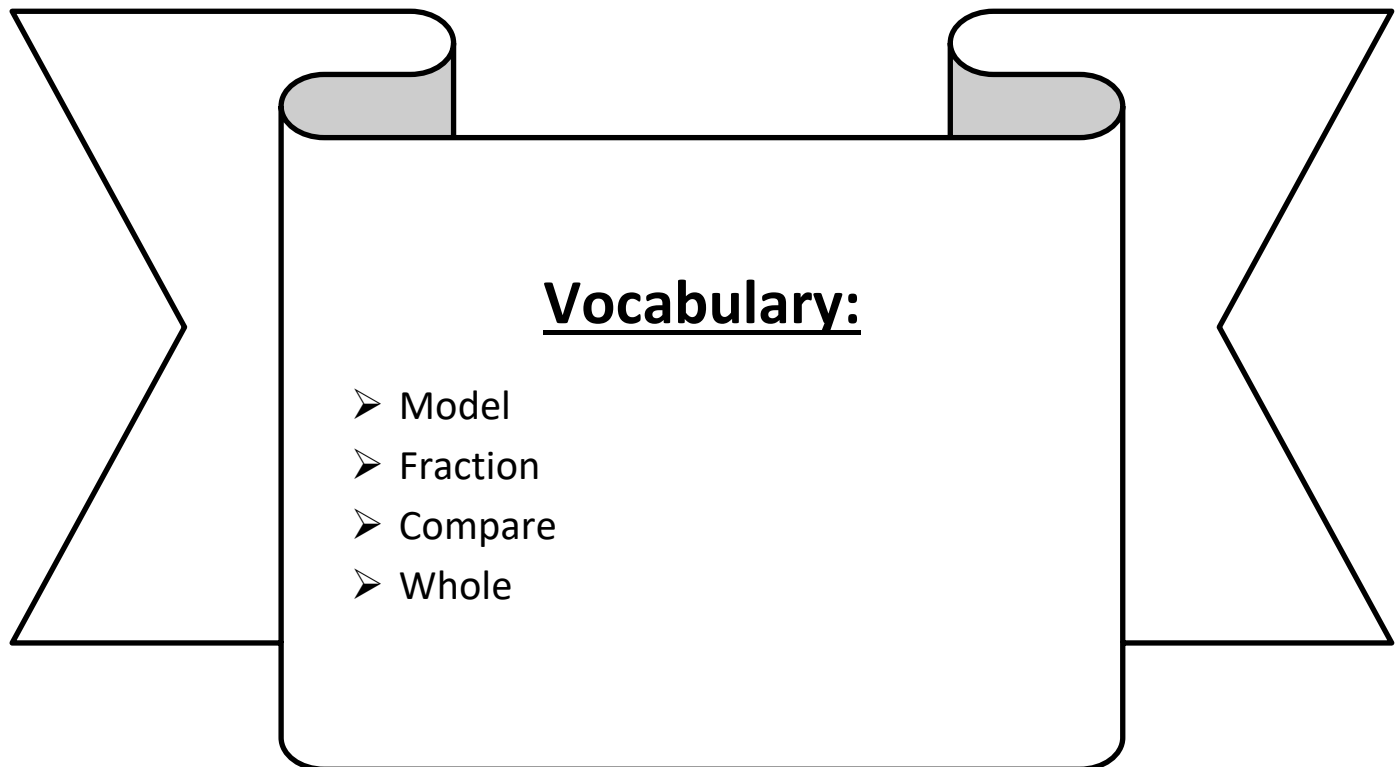 Vocabulary:
➢ Model
➢ Fraction
➢ Compare
➢ Whole